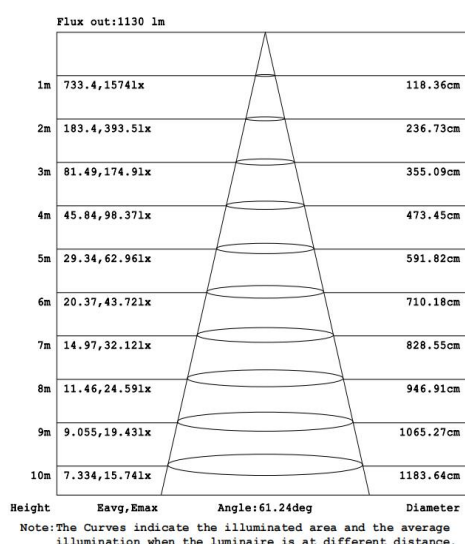 Flux out:1130 lm
1m 733.4,1574lx 118.36cm
2m 183.4,393.5lx 236.73cm
3m 81.49,174.9lx 355.09cm
4m 45.84,98.37lx 473.45cm
5m 29.34,62.96lx 591.82cm
6m 20.37,43.72lx 710.18cm
7m 14.97,32.12lx 828.55cm
8m 11.46,24.59lx 946.91cm
9m 9.055,19.43lx 1065.27cm
10m 7.334,15.74lx 1183.64cm
Height Eavg,Emax Angle:61.24deg Diameter
Note:The Curves indicate the illuminated area and the average
illumination when the luminaire is at different distance.